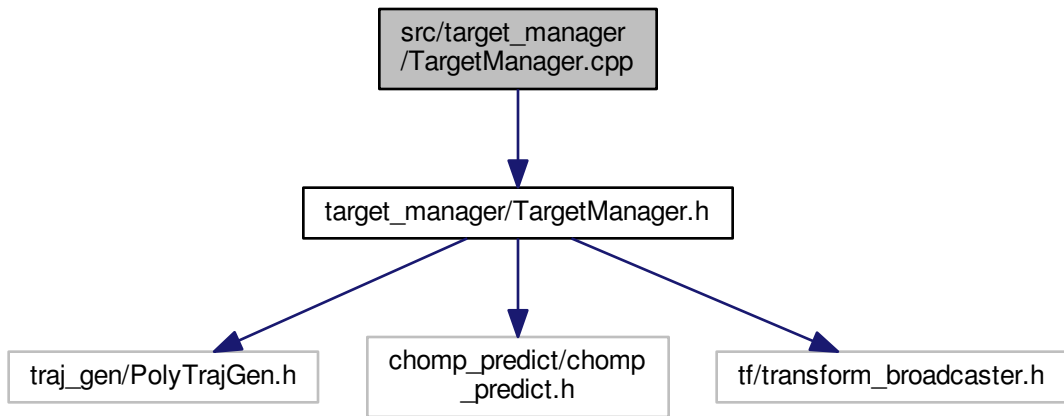 src/target_manager
/TargetManager.cpp
target_manager/TargetManager.h
traj_gen/PolyTrajGen.h
chomp_predict/chomp
_predict.h
tf/transform_broadcaster.h